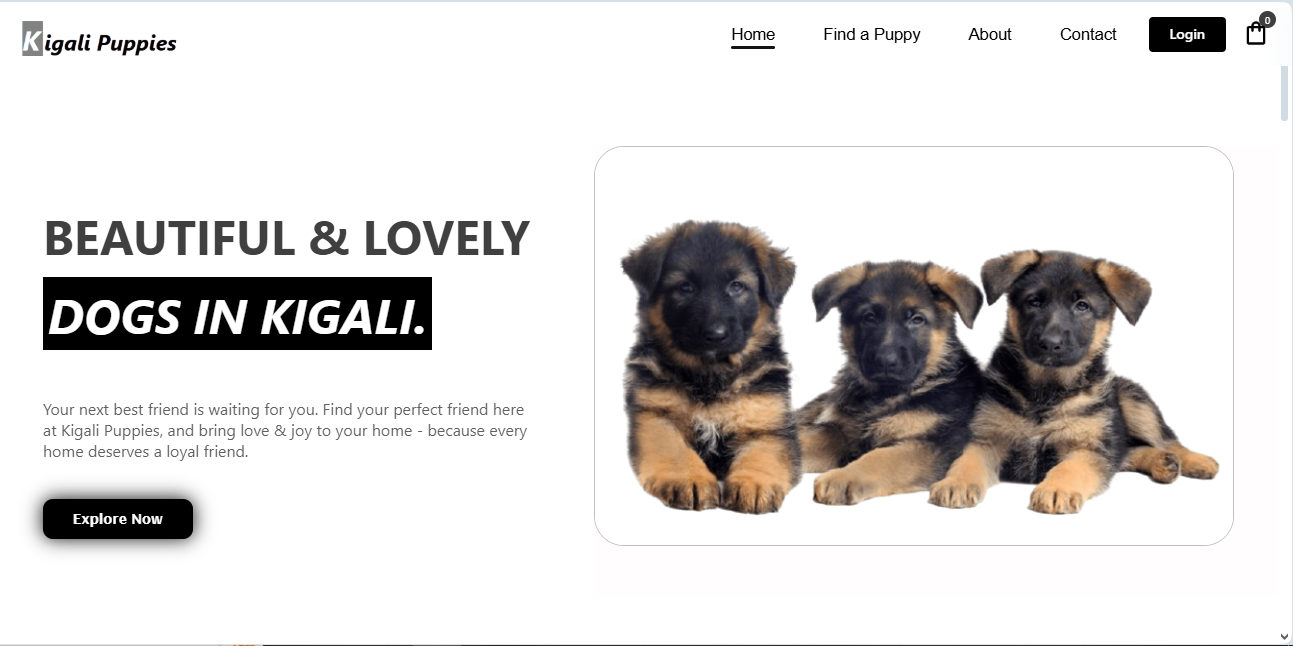 Kigali Puppies
Home
Find a Puppy
About
Contact
Login
0
BEAUTIFUL & LOVELY
DOGS IN KIGALI.
Your next best friend is waiting for you. Find your perfect friend here
at Kigali Puppies, and bring love & joy to your home - because every
home deserves a loyal friend.
Explore Now